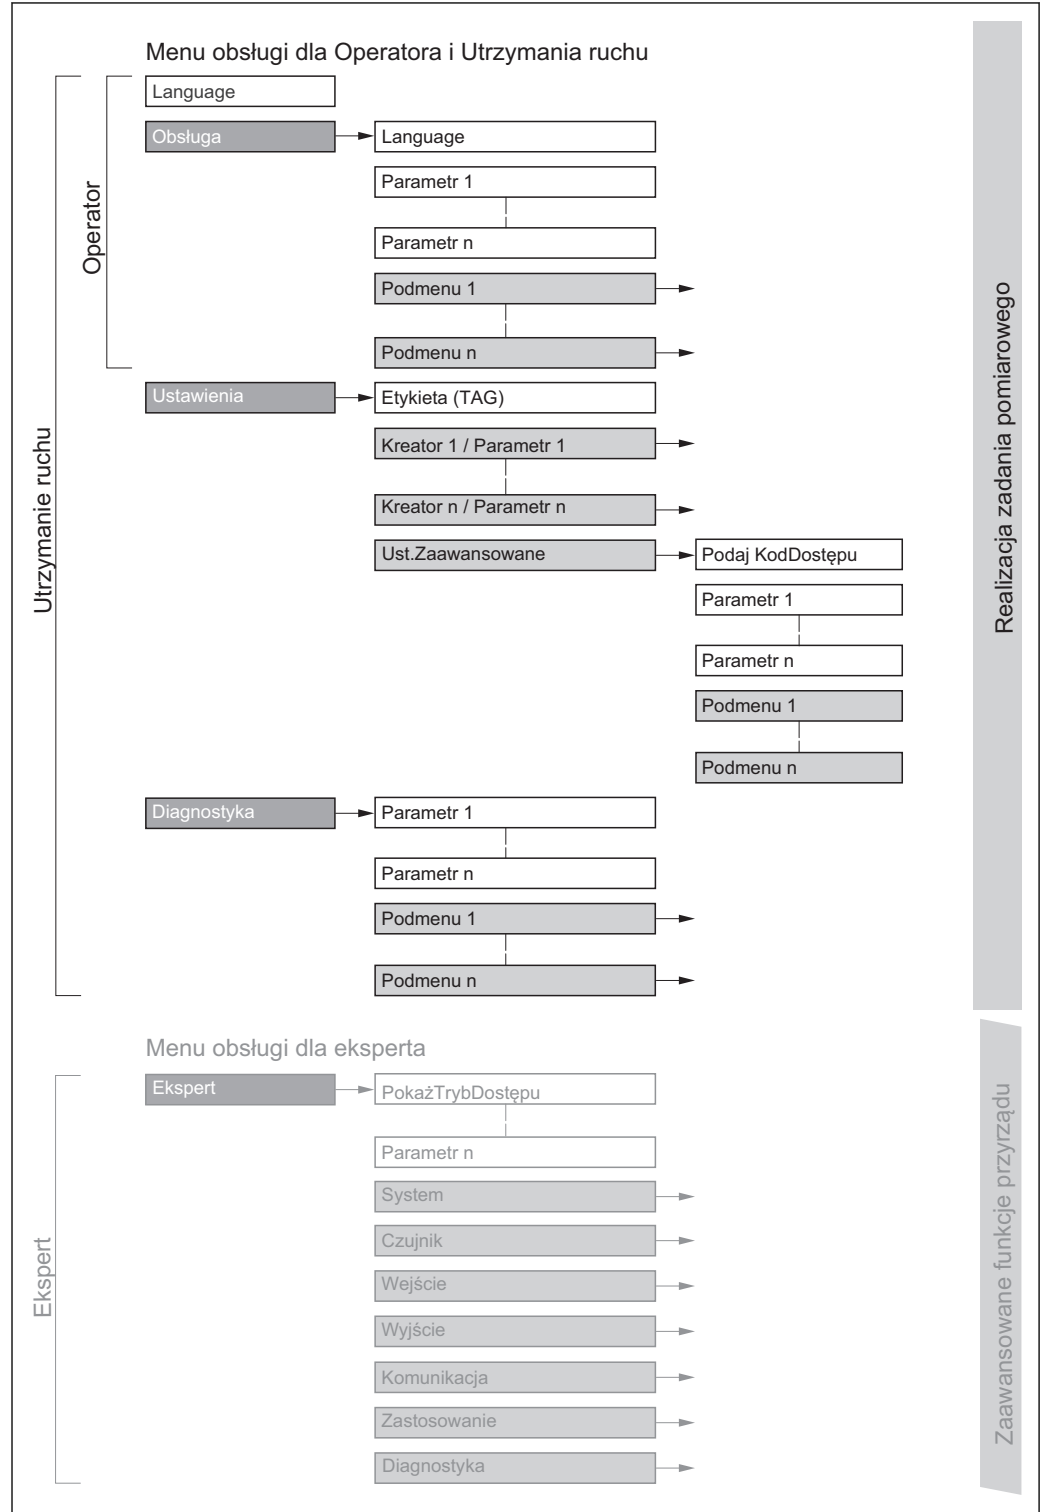 Menu obsługi dla Operatora i Utrzymania ruchu
Utrzymanie ruchu
Operator
Language
Obsługa
Language
Parametr 1
Parametr n
Podmenu 1
Podmenu n
Ustawienia
Etykieta (TAG)
Kreator 1 / Parametr 1
Kreator n / Parametr n
Ust.Zaawansowane
Podaj KodDostępu
Parametr 1
Parametr n
Podmenu 1
Podmenu n
Diagnostyka
Parametr 1
Parametr n
Podmenu 1
Podmenu n
Realizacja zadania pomiarowego
Menu obsługi dla eksperta
Ekspert
Ekspert
PokażTrybDostępu
Parametr n
System
Czujnik
Wejście
Wyjście
Komunikacja
Zastosowanie
Diagnostyka
Zaawansowane funkcje przyrządu